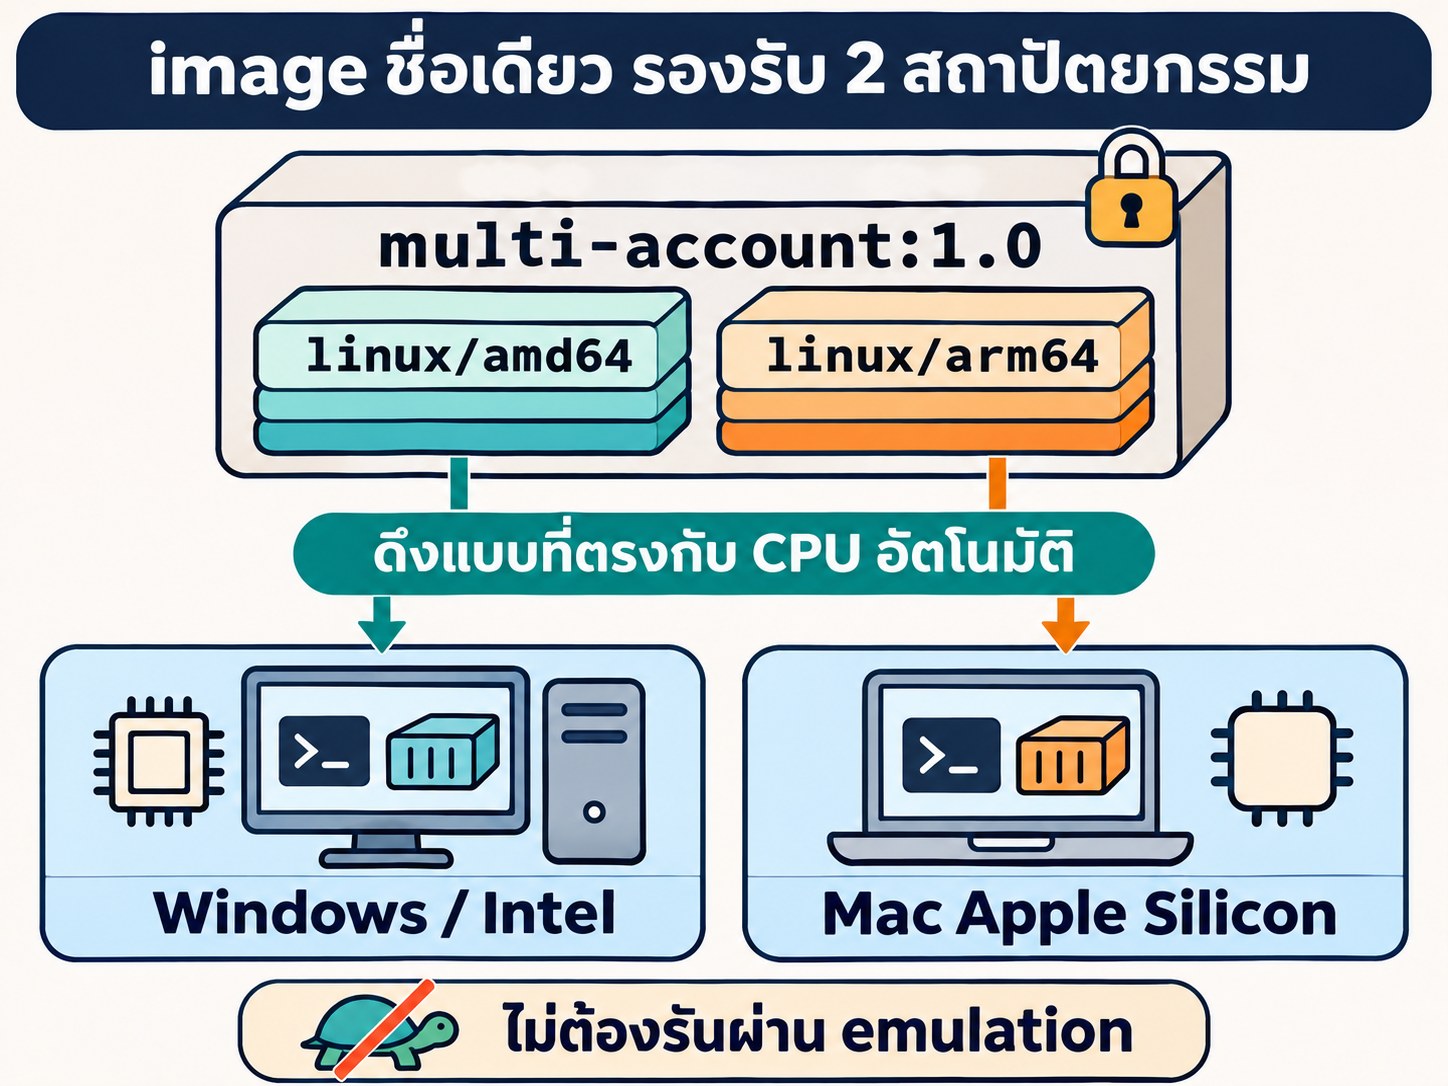 image ชื่อเดียว รองรับ 2 สถาปัตยกรรม
multi-account:1.0
linux/amd64
linux/arm64
ดึงแบบที่ตรงกับ CPU อัตโนมัติ
>_
>_
Windows / Intel
Mac Apple Silicon
ไม่ต้องรันผ่าน emulation